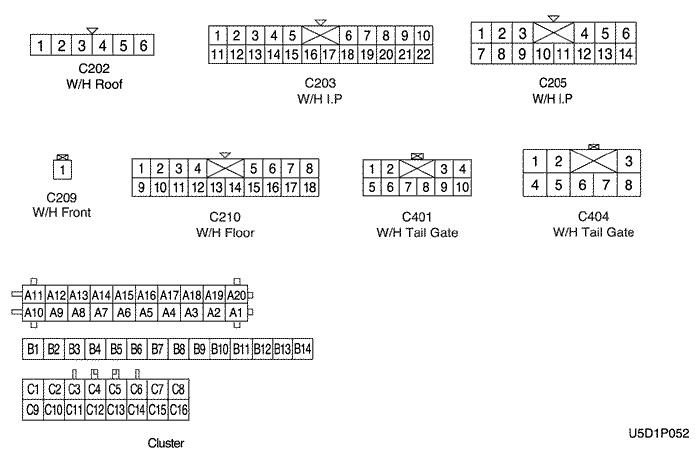 1 2 3 4 5 6
C202
W/H Roof
1 2 3 4 5 6 7 8 9 10
11 12 13 14 15 16 17 18 19 20 21 22
C203
W/H I.P
1 2 3 4 5 6
7 8 9 10 11 12 13 14
C205
W/H I.P
1
C209
W/H Front
1 2 3 4 5 6 7 8
9 10 11 12 13 14 15 16 17 18
C210
W/H Floor
1 2 3 4
5 6 7 8 9 10
C401
W/H Tail Gate
1 2 3
4 5 6 7 8
C404
W/H Tail Gate
A11 A12 A13 A14 A15 A16 A17 A18 A19 A20
A10 A9 A8 A7 A6 A5 A4 A3 A2 A1
B1 B2 B3 B4 B5 B6 B7 B8 B9 B10 B11 B12 B13 B14
C1 C2 C3 C4 C5 C6 C7 C8
C9 C10 C11 C12 C13 C14 C15 C16
Cluster
U5D1P052